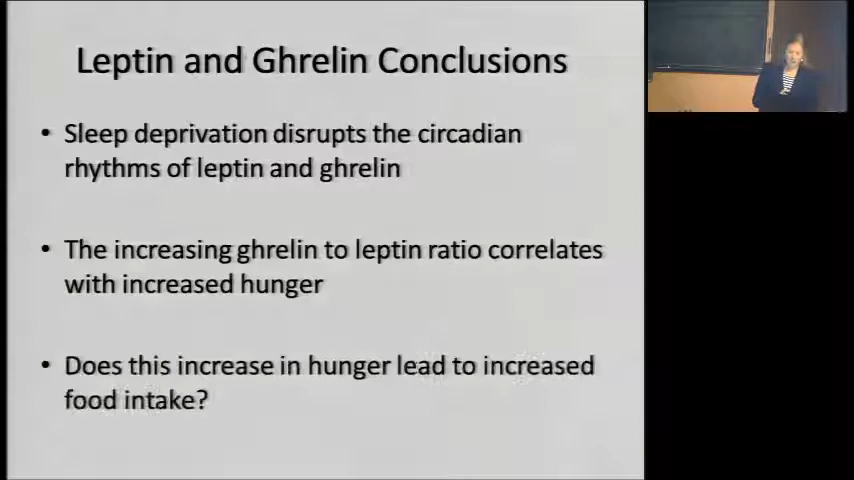 Leptin and Ghrelin Conclusions
• Sleep deprivation disrupts the circadian
rhythms of leptin and ghrelin
• The increasing ghrelin to leptin ratio correlates
with increased hunger
• Does this increase in hunger lead to increased
food intake?